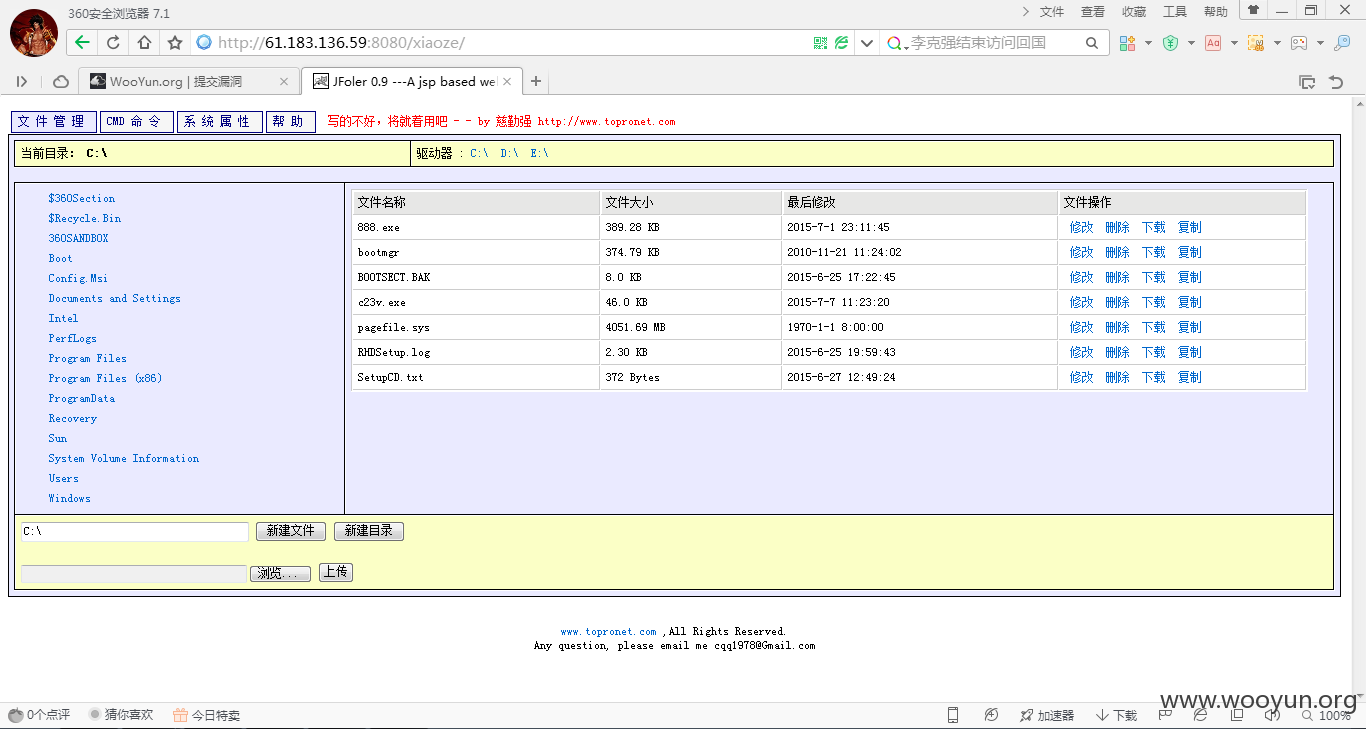 360安全浏览器 7.1
文件 查看 收藏 工具 帮助
http://61.183.136.59:8080/xiaoze/
李克强结束访问回国
WooYun.org | 提交漏洞
JFoler 0.9 ---A jsp based we
文 件 管 理 CMD 命 令 系 统 属 性 帮 助 写的不好，将就着用吧 - - by 慈勤强 http://www.topronet.com
当前目录: C:\ 驱动器 : C:\ D:\ E:\
$360Section
$Recycle.Bin
360SANDBOX
Boot
Config.Msi
Documents and Settings
Intel
PerfLogs
Program Files
Program Files (x86)
ProgramData
Recovery
Sun
System Volume Information
Users
Windows
文件名称 文件大小 最后修改 文件操作
888.exe 389.28 KB 2015-7-1 23:11:45 修改 删除 下载 复制
bootmgr 374.79 KB 2010-11-21 11:24:02 修改 删除 下载 复制
BOOTSECT.BAK 8.0 KB 2015-6-25 17:22:45 修改 删除 下载 复制
c23v.exe 46.0 KB 2015-7-7 11:23:20 修改 删除 下载 复制
pagefile.sys 4051.69 MB 1970-1-1 8:00:00 修改 删除 下载 复制
RHDSetup.log 2.30 KB 2015-6-25 19:59:43 修改 删除 下载 复制
SetupCD.txt 372 Bytes 2015-6-27 12:49:24 修改 删除 下载 复制
C:\ 新建文件 新建目录
浏览... 上传
www.topronet.com ,All Rights Reserved.
Any question, please email me cqq1978@Gmail.com
www.wooyun.org
0个点评 猜你喜欢 今日特卖 加速器 下载 100%